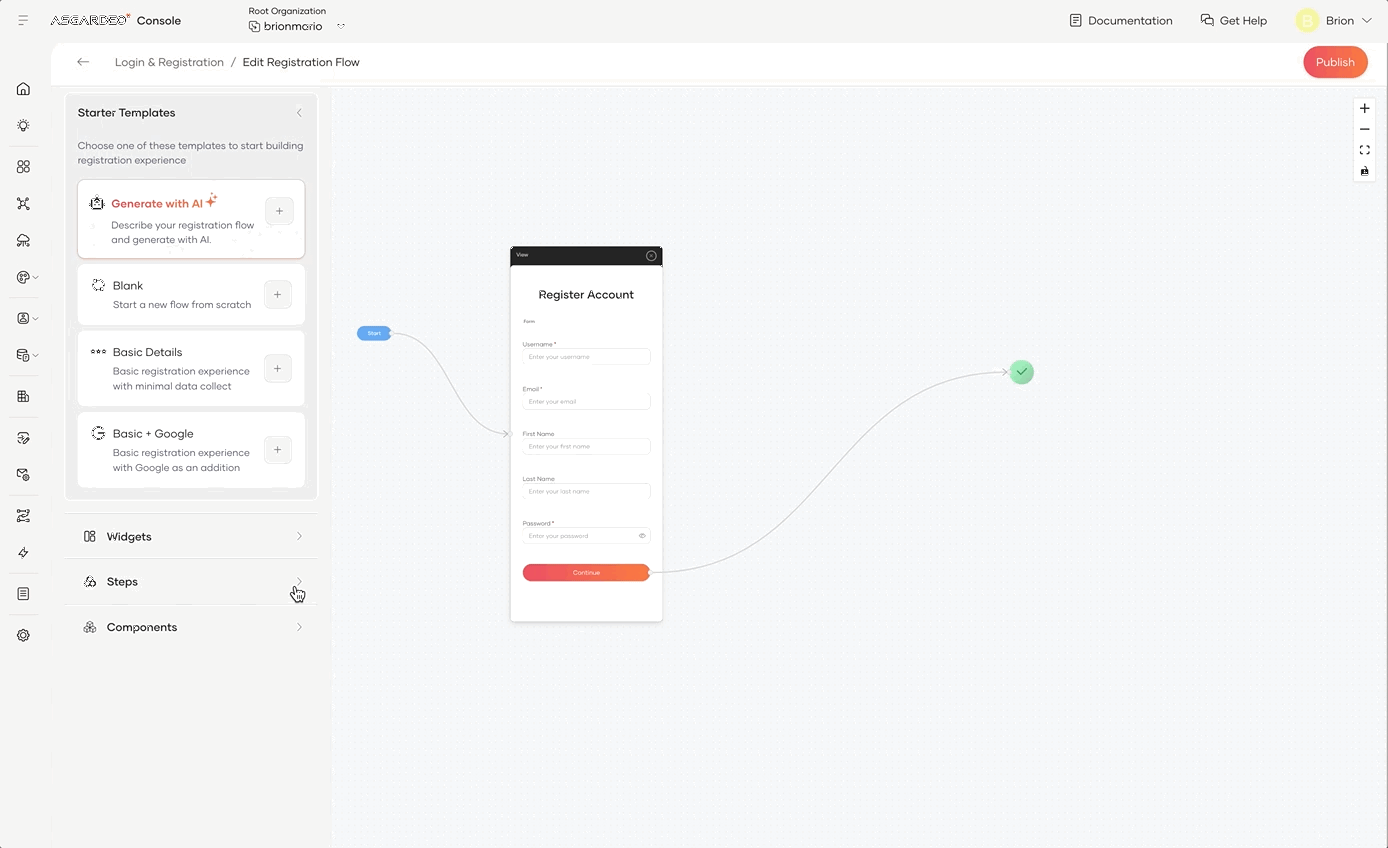 Root Organization
ASGARDEO Console
brionmario
Documentation
Get Help
B
Brion
Login & Registration / Edit Registration Flow
Publish
Starter Templates
Choose one of these templates to start building
registration experience
Generate with AI
Describe your registration flow
and generate with AI.
Blank
Start a new flow from scratch
Basic Details
Basic registration experience
with minimal data collect
Basic + Google
Basic registration experience
with Google as an addition
Widgets
Steps
Components
Start
View
Register Account
Form
Username *
Enter your username
Email *
Enter your email
First Name
Enter your first name
Last Name
Enter your last name
Password *
Enter your password
Continue